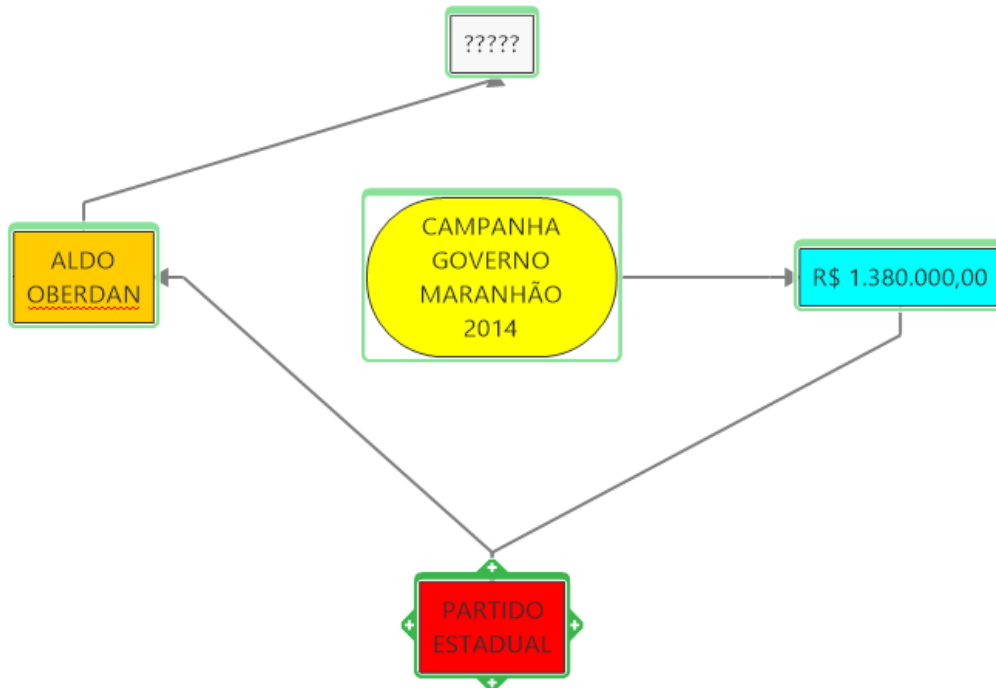 ?????
ALDO
OBERDAN
CAMPANHA
GOVERNO
MARANHÃO
2014
R$ 1.380.000,00
PARTIDO
ESTADUAL